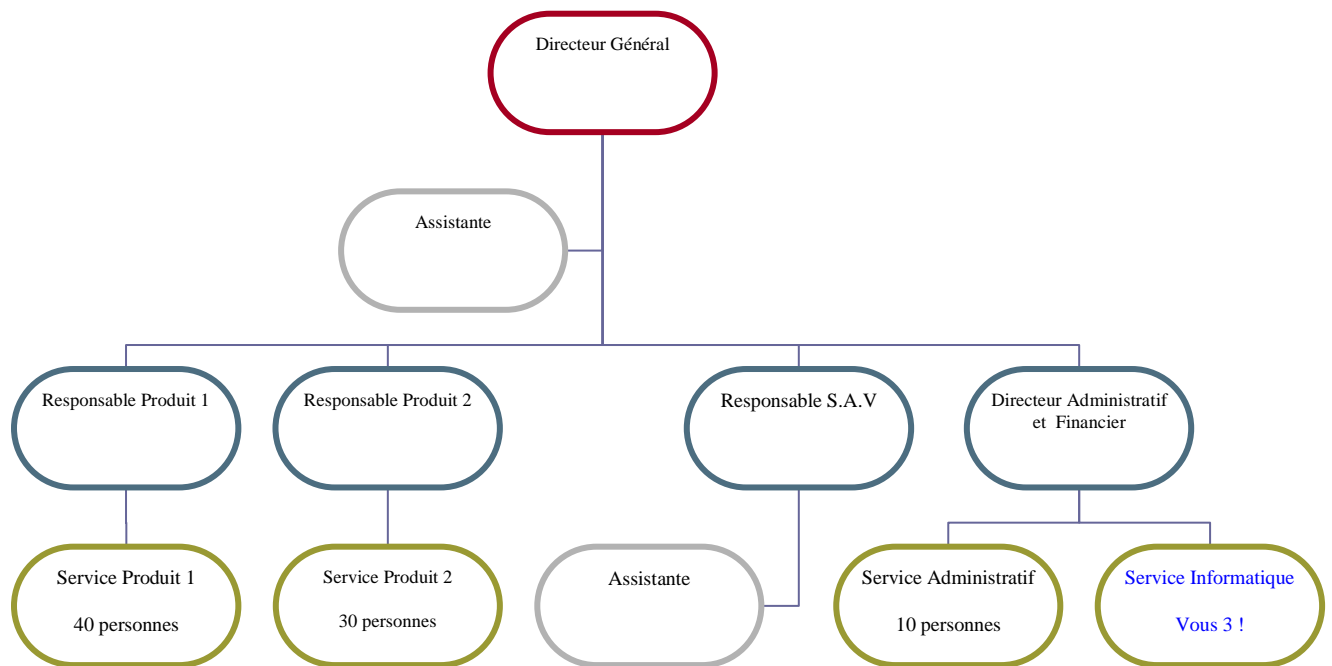 Directeur Général
Assistante
Responsable Produit 1
Responsable Produit 2
Responsable S.A.V
Directeur Administratif
et Financier
Service Produit 1
40 personnes
Service Produit 2
30 personnes
Assistante
Service Administratif
10 personnes
Service Informatique
Vous 3 !